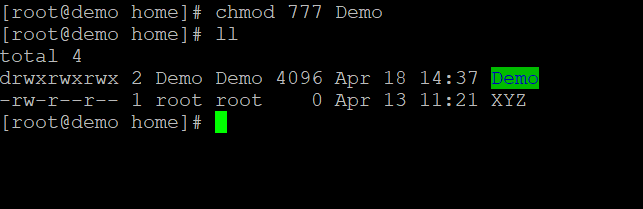 [root@demo home]# chmod 777 Demo
[root@demo home]# ll
total 4
drwxrwxrwx 2 Demo Demo 4096 Apr 18 14:37 Demo
-rw-r--r-- 1 root root    0 Apr 13 11:21 XYZ
[root@demo home]#